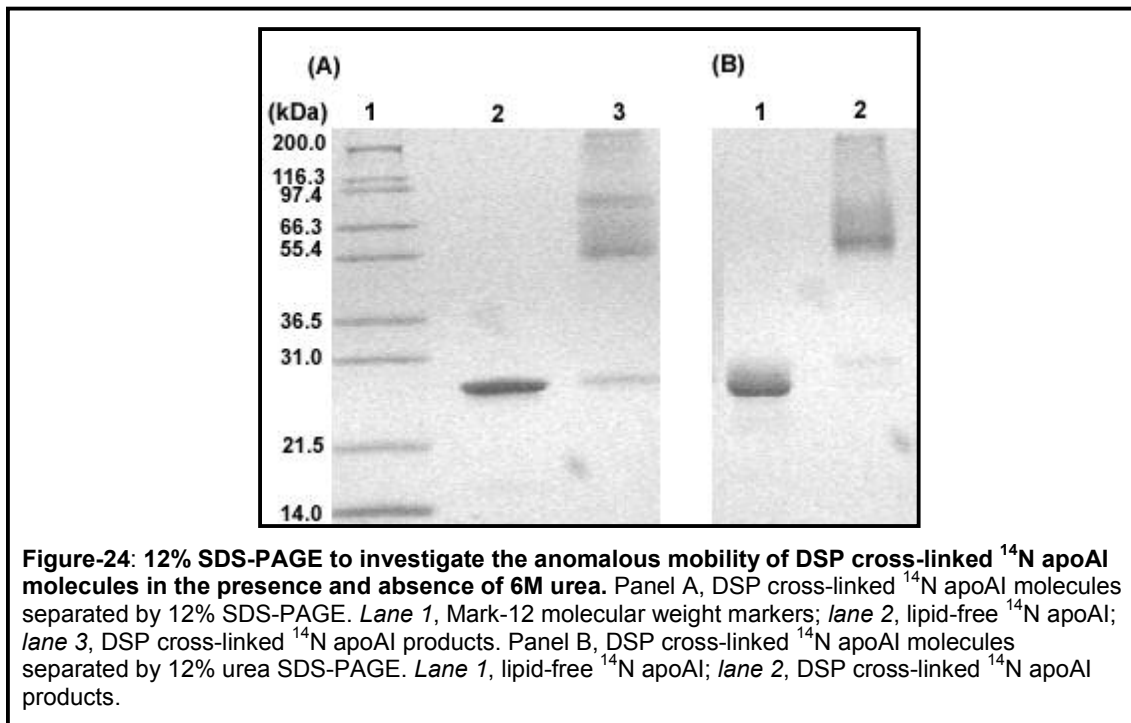 (A) (B)
(kDa) 1 2 3 1 2
200.0
116.3
97.4
66.3
55.4
36.5
31.0
21.5
14.0
Figure-24: 12% SDS-PAGE to investigate the anomalous mobility of DSP cross-linked ¹⁴N apoAI
molecules in the presence and absence of 6M urea. Panel A, DSP cross-linked ¹⁴N apoAI molecules
separated by 12% SDS-PAGE. Lane 1, Mark-12 molecular weight markers; lane 2, lipid-free ¹⁴N apoAI;
lane 3, DSP cross-linked ¹⁴N apoAI products. Panel B, DSP cross-linked ¹⁴N apoAI molecules
separated by 12% urea SDS-PAGE. Lane 1, lipid-free ¹⁴N apoAI; lane 2, DSP cross-linked ¹⁴N apoAI
products.